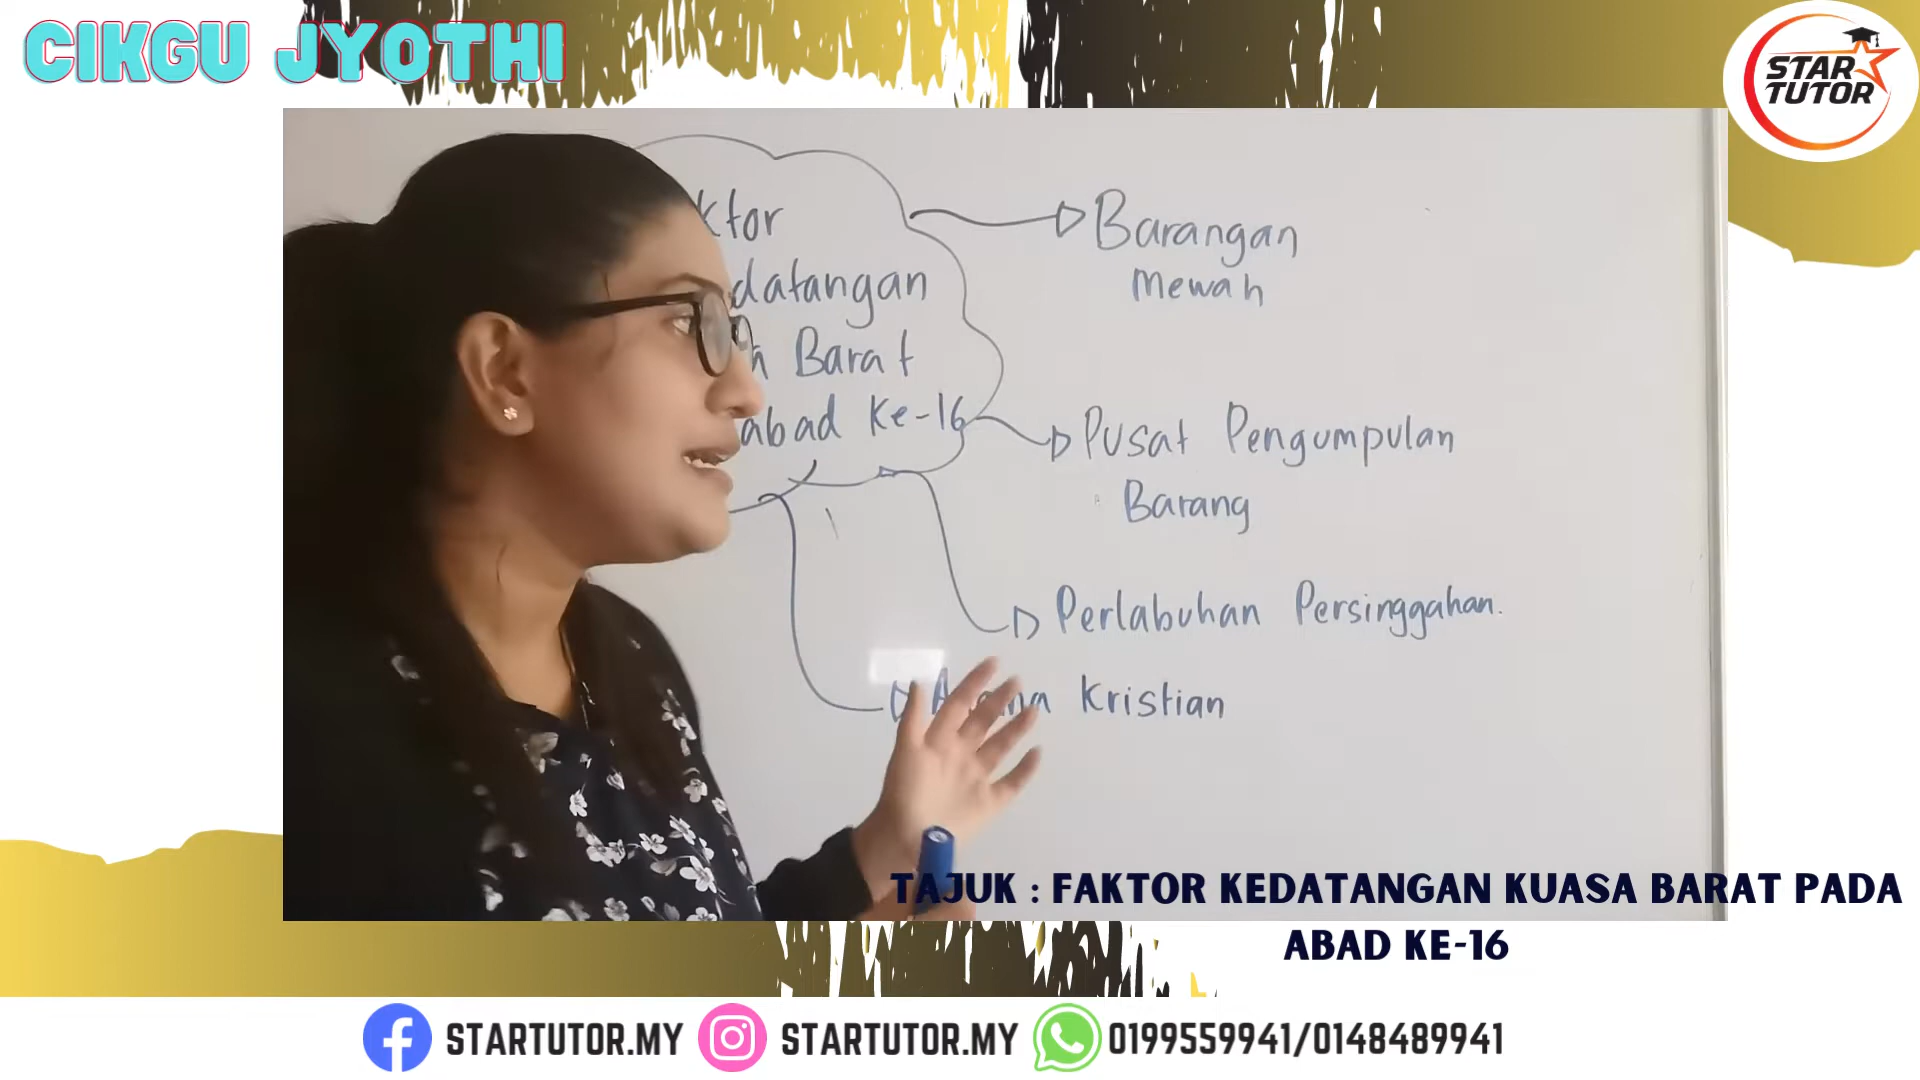 CIKGU JYOTHI
STAR
TUTOR
ktor
datangan
Barat
abad Ke-16
Barangan
Mewah
Pusat Pengumpulan
Barang
Perlabuhan Persinggahan.
Kristian
TAJUK : FAKTOR KEDATANGAN KUASA BARAT PADA
ABAD KE-16
STARTUTOR.MY STARTUTOR.MY 0199559941/0148489941